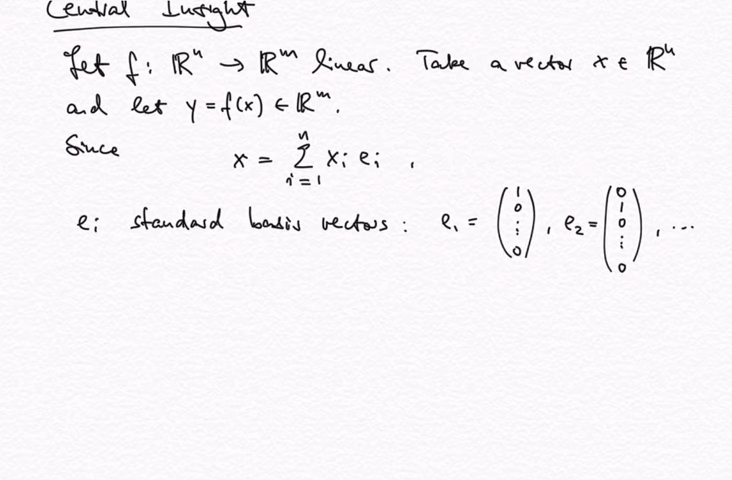 Central Insight
Let f: ℝⁿ → ℝᵐ linear. Take a vector x ∈ ℝⁿ
and let y = f(x) ∈ ℝᵐ.
Since x = ∑ᵢ₌₁ⁿ xᵢ eᵢ ,
eᵢ standard basis vectors : e₁ = (1 0 ⋮ 0), e₂ = (0 1 0 ⋮ 0), ...